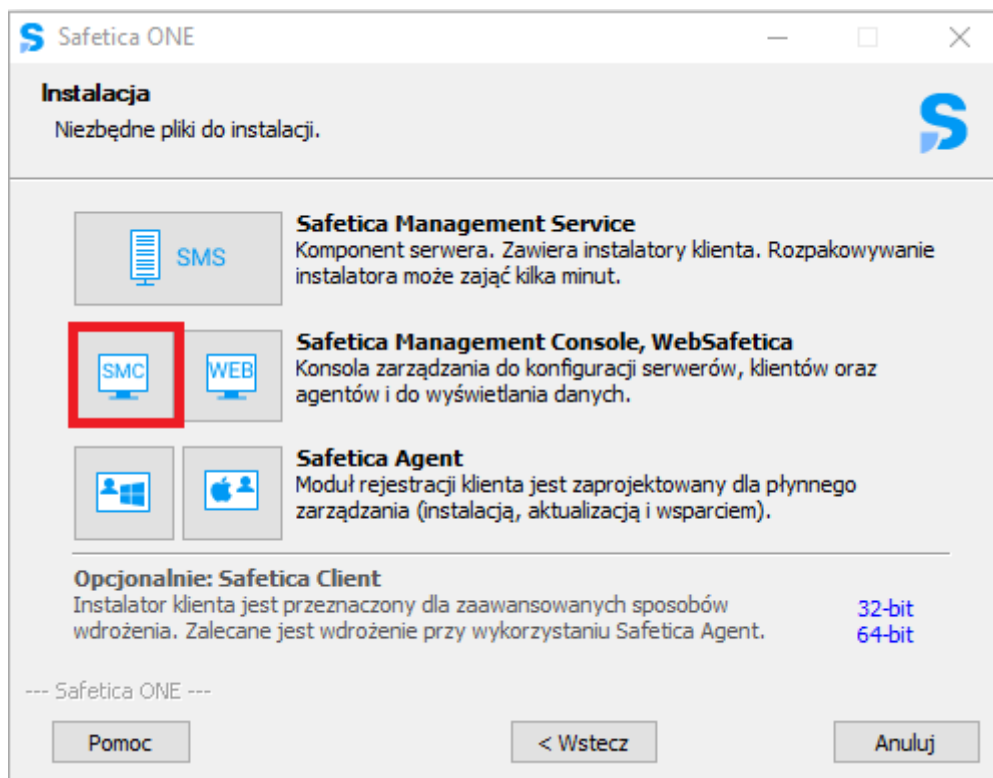 Safetica ONE
Instalacja
Niezbędne pliki do instalacji.
SMS
Safetica Management Service
Komponent serwera. Zawiera instalatory klienta. Rozpakowywanie
instalatora może zająć kilka minut.
SMC
WEB
Safetica Management Console, WebSafetica
Konsola zarządzania do konfiguracji serwerów, klientów oraz
agentów i do wyświetlania danych.
Safetica Agent
Moduł rejestracji klienta jest zaprojektowany dla płynnego
zarządzania (instalacją, aktualizacją i wsparciem).
Opcjonalnie: Safetica Client
Instalator klienta jest przeznaczony dla zaawansowanych sposobów
wdrożenia. Zalecane jest wdrożenie przy wykorzystaniu Safetica Agent.
32-bit
64-bit
--- Safetica ONE ---
Pomoc
< Wstecz
Anuluj